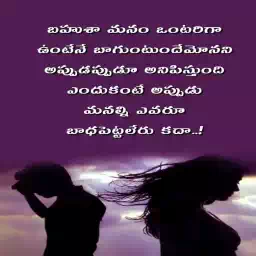 బహుశా మనం ఒంటరిగా
ఉంటేనే బాగుంటుందేమోనని
అప్పుడప్పుడూ అనిపిస్తుంది
ఎందుకంటే అప్పుడు
మనల్ని ఎవరూ
బాధపెట్టలేరు కదా..!